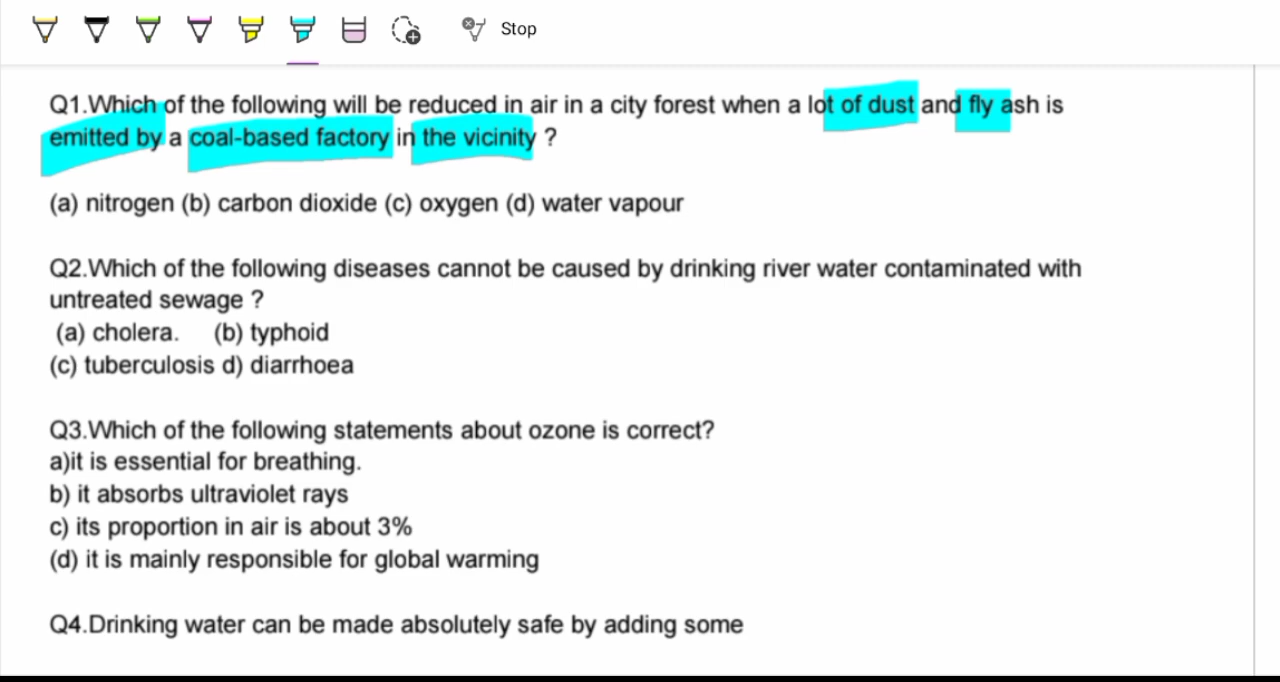 Stop
Q1.Which of the following will be reduced in air in a city forest when a lot of dust and fly ash is
emitted by a coal-based factory in the vicinity ?
(a) nitrogen (b) carbon dioxide (c) oxygen (d) water vapour
Q2.Which of the following diseases cannot be caused by drinking river water contaminated with
untreated sewage ?
(a) cholera. (b) typhoid
(c) tuberculosis d) diarrhoea
Q3.Which of the following statements about ozone is correct?
a)it is essential for breathing.
b) it absorbs ultraviolet rays
c) its proportion in air is about 3%
(d) it is mainly responsible for global warming
Q4.Drinking water can be made absolutely safe by adding some